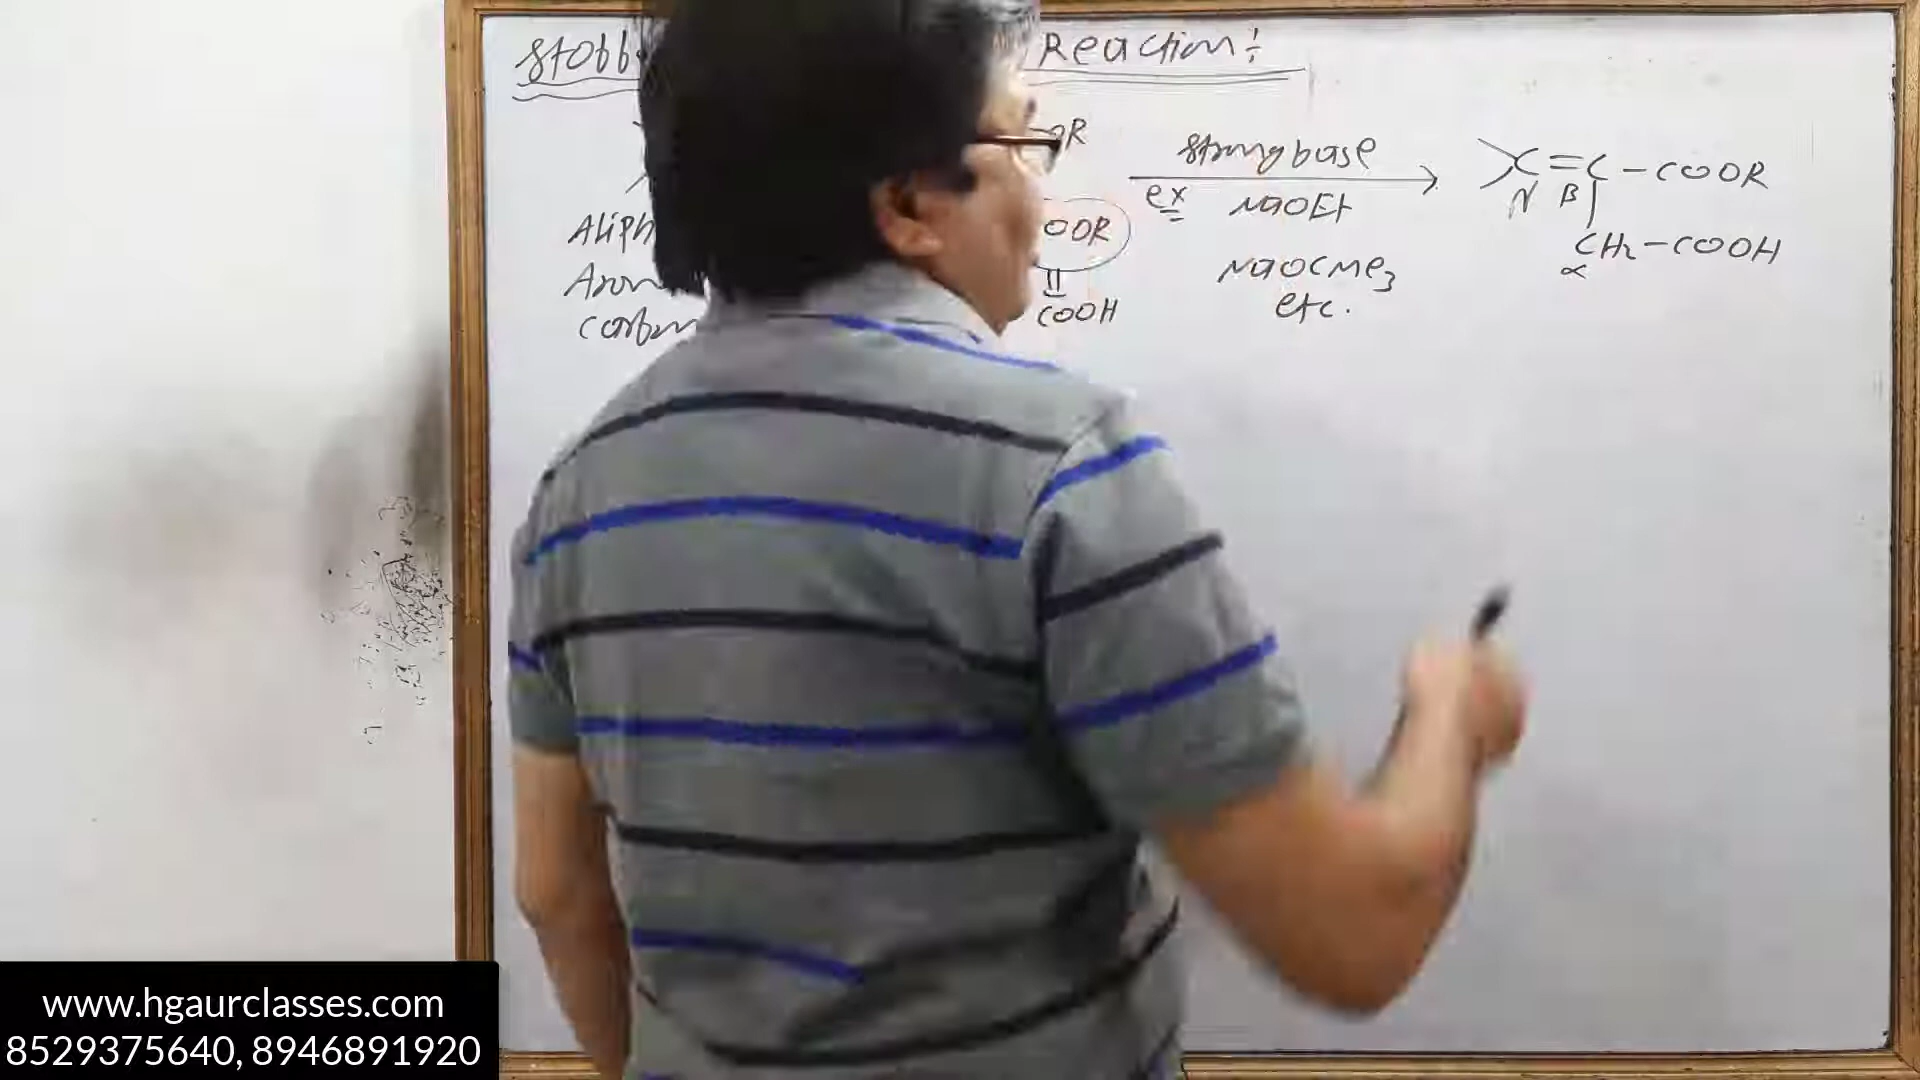 Stobb Reaction :
OR strong base C=C-COOR
ex NaOEt γ β
Aliph OOR CH2-COOH
α
Arom NaOCMe3
COOH etc.
Carbon
www.hgaurclasses.com
8529375640, 8946891920